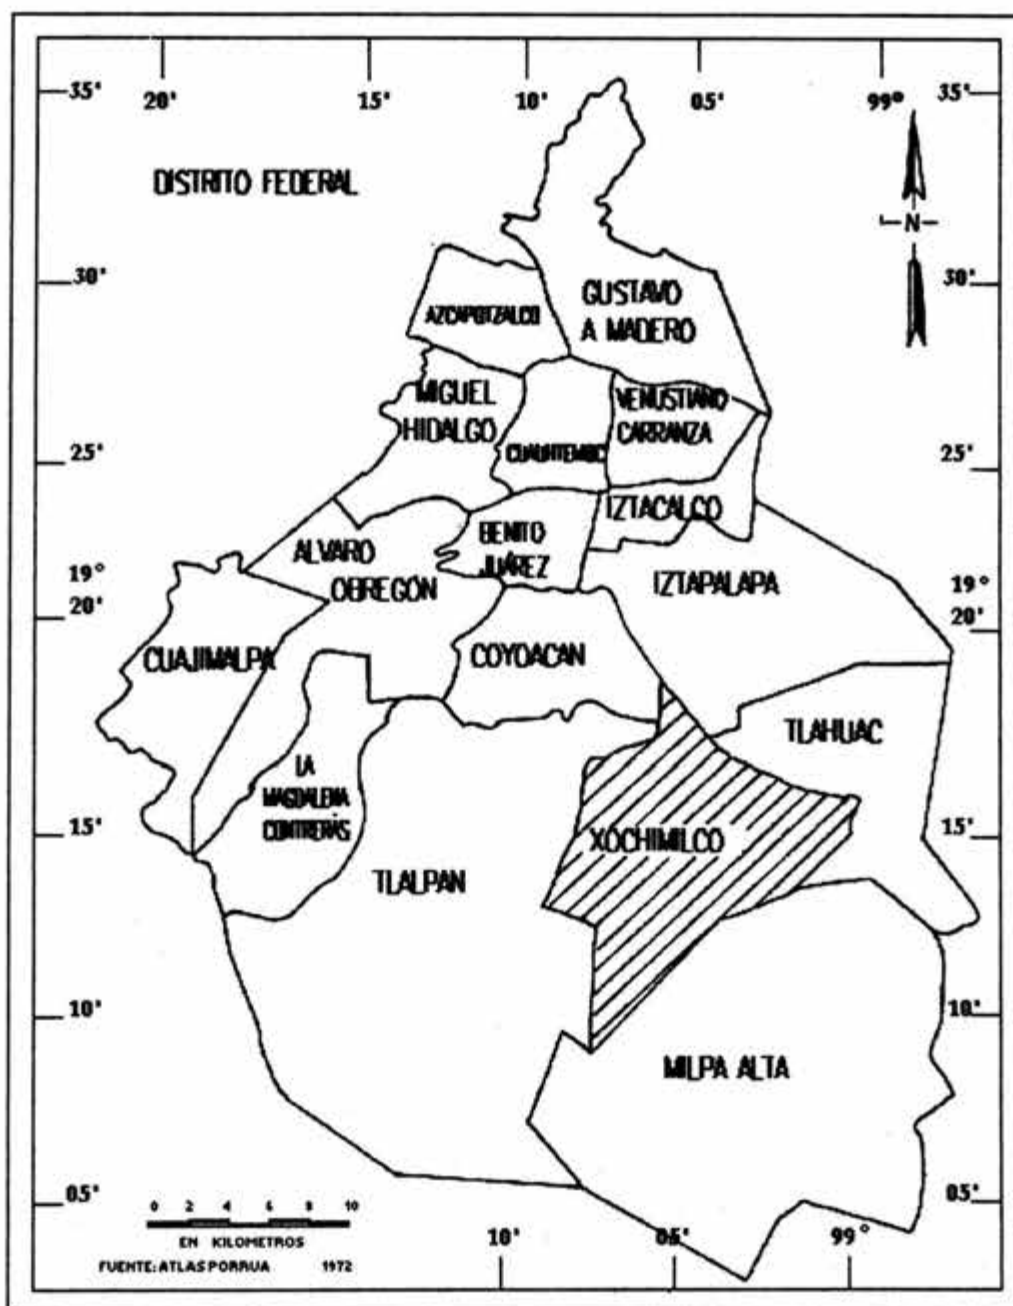 20' 15' 10' 05' 99°
35' 35'
DISTRITO FEDERAL
N
30' 30'
GUSTAVO
A MADERO
AZCAPOTZALCO
MIGUEL
HIDALGO
VENUSTIANO
CARRANZA
CUAUHTEMOC
25' 25'
IZTACALCO
BENITO
JUÁREZ
ALVARO
OBREGÓN
19° 19°
20' 20'
IZTAPALAPA
CUAJIMALPA
COYOACAN
TLAHUAC
LA
MAGDALENA
CONTRERÁS
15' 15'
XOCHIMILCO
TLALPAN
10' 10'
MILPA ALTA
05' 05'
0 2 4 6 8 10
EN KILOMETROS
FUENTE: ATLAS PORRUA 1972
10' 05' 99°